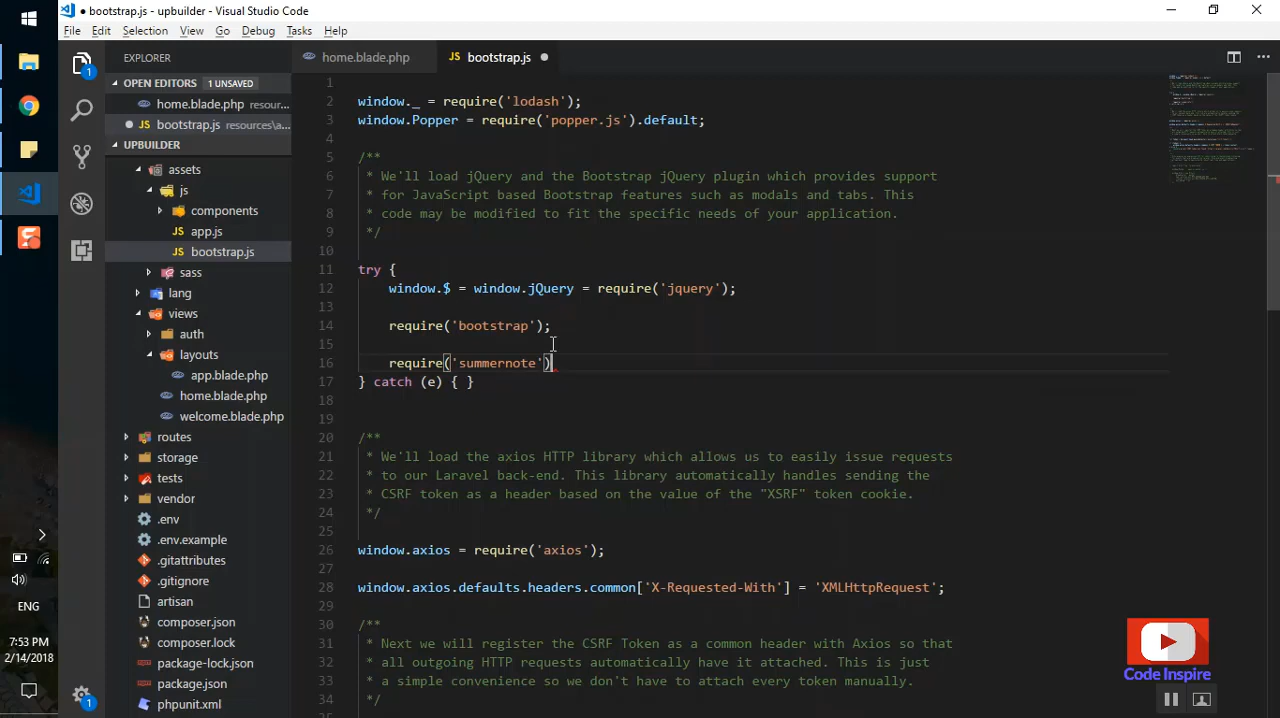 ● bootstrap.js - upbuilder - Visual Studio Code
File Edit Selection View Go Debug Tasks Help
EXPLORER
OPEN EDITORS 1 UNSAVED
home.blade.php resour...
bootstrap.js resources\a...
UPBUILDER
assets
js
components
app.js
bootstrap.js
sass
lang
views
auth
layouts
app.blade.php
home.blade.php
welcome.blade.php
routes
storage
tests
vendor
.env
.env.example
.gitattributes
.gitignore
artisan
composer.json
composer.lock
package-lock.json
package.json
phpunit.xml
home.blade.php JS bootstrap.js
1
2 window._ = require('lodash');
3 window.Popper = require('popper.js').default;
4
5 /**
6 * We'll load jQuery and the Bootstrap jQuery plugin which provides support
7 * for JavaScript based Bootstrap features such as modals and tabs. This
8 * code may be modified to fit the specific needs of your application.
9 */
10
11 try {
12 window.$ = window.jQuery = require('jquery');
13
14 require('bootstrap');
15
16 require('summernote')
17 } catch (e) { }
18
19
20 /**
21 * We'll load the axios HTTP library which allows us to easily issue requests
22 * to our Laravel back-end. This library automatically handles sending the
23 * CSRF token as a header based on the value of the "XSRF" token cookie.
24 */
25
26 window.axios = require('axios');
27
28 window.axios.defaults.headers.common['X-Requested-With'] = 'XMLHttpRequest';
29
30 /**
31 * Next we will register the CSRF Token as a common header with Axios so that
32 * all outgoing HTTP requests automatically have it attached. This is just
33 * a simple convenience so we don't have to attach every token manually.
34 */
ENG
7:53 PM
2/14/2018
1
1
Code Inspire